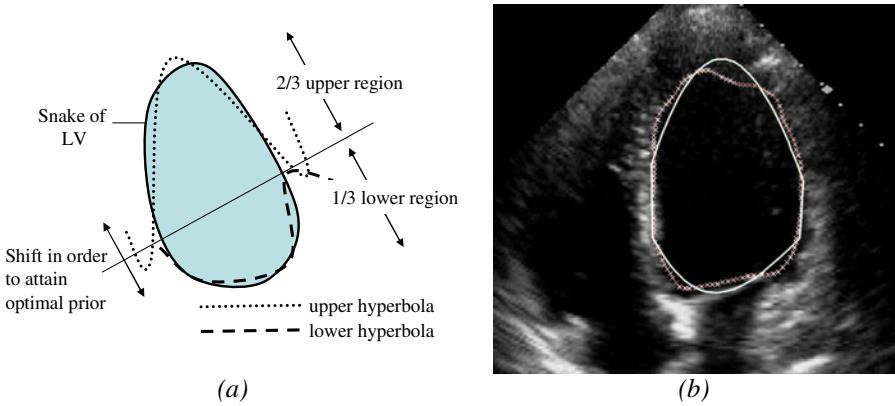 2/3 upper region
Snake of
LV
1/3 lower region
Shift in order
to attain
optimal prior
upper hyperbola
lower hyperbola
(a)
(b)